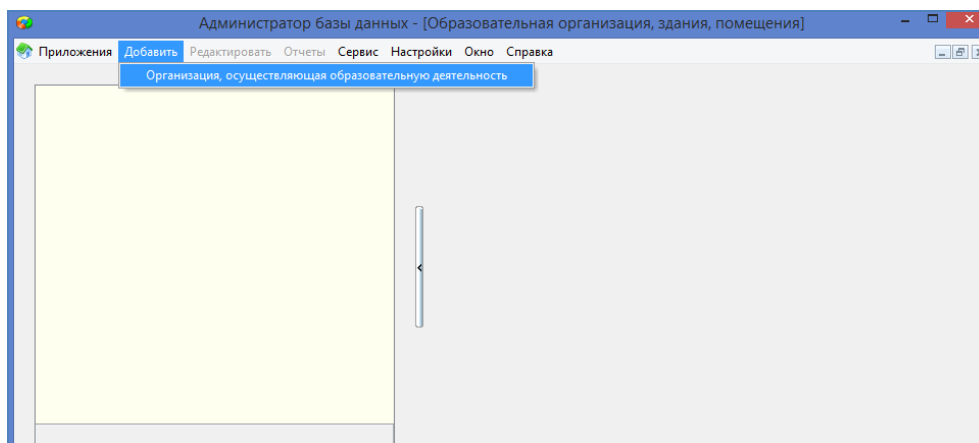 Администратор базы данных - [Образовательная организация, здания, помещения]
Приложения Добавить Редактировать Отчеты Сервис Настройки Окно Справка
Организация, осуществляющая образовательную деятельность